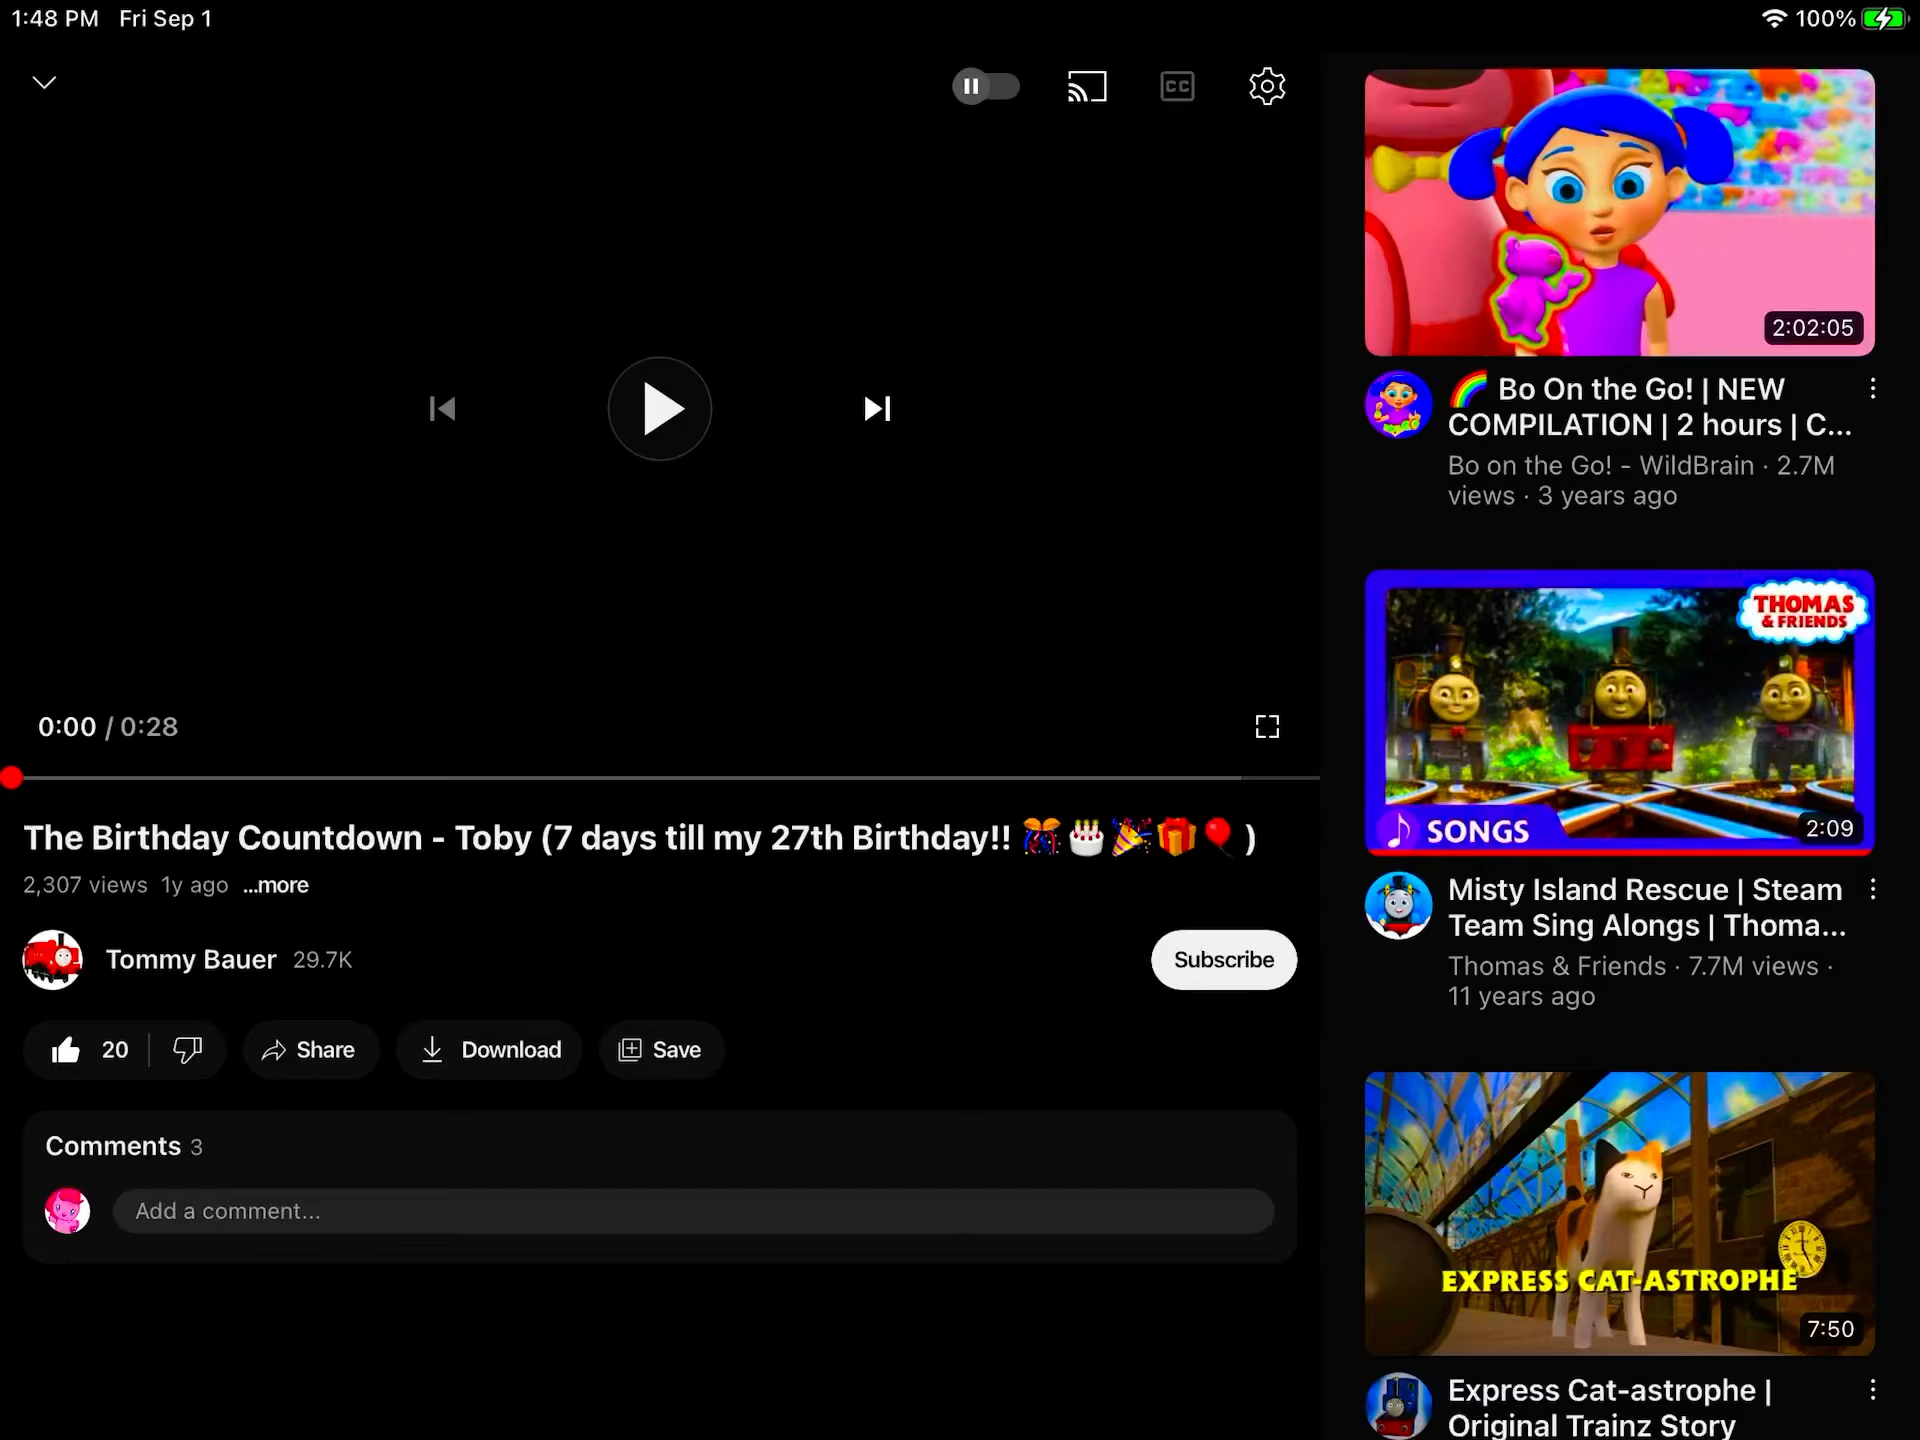 1:48 PM Fri Sep 1
100%
CC
0:00 / 0:28
The Birthday Countdown - Toby (7 days till my 27th Birthday!! 🎊🎂🎉🎁🎈 )
2,307 views 1y ago ...more
Tommy Bauer 29.7K
Subscribe
20
Share
Download
Save
Comments 3
Add a comment...
2:02:05
🌈 Bo On the Go! | NEW
COMPILATION | 2 hours | C...
Bo on the Go! - WildBrain · 2.7M
views · 3 years ago
THOMAS
& FRIENDS
SONGS
2:09
Misty Island Rescue | Steam
Team Sing Alongs | Thoma...
Thomas & Friends · 7.7M views ·
11 years ago
EXPRESS CAT-ASTROPHE
7:50
Express Cat-astrophe |
Original Trainz Story